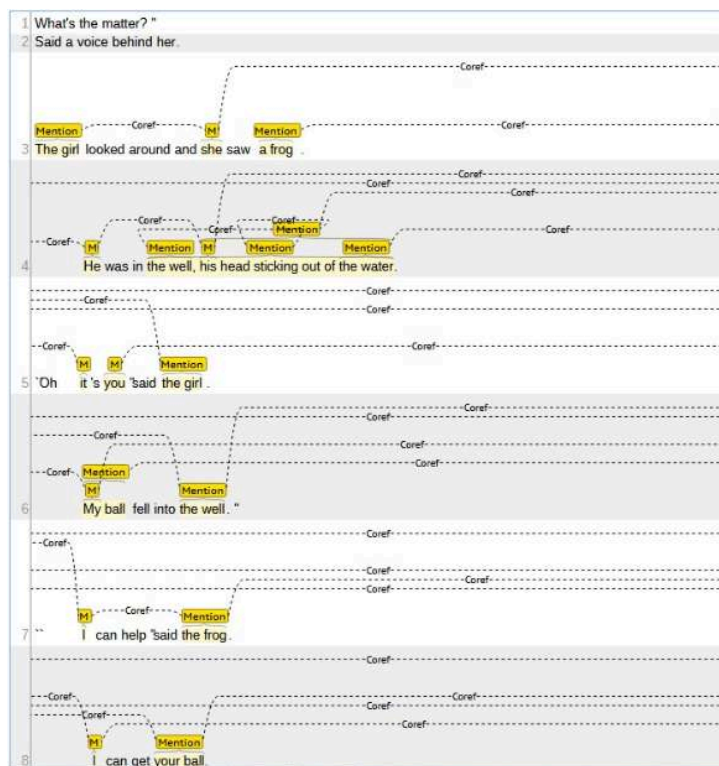 1 What's the matter? "
2 Said a voice behind her.
Coref
Mention Coref M Mention Coref
3 The girl looked around and she saw a frog .
Coref
Coref
Coref
Coref Coref Coref
Mention Coref
Coref M Mention M Mention Mention
4 He was in the well, his head sticking out of the water.
Coref
Coref
Coref
Coref Coref
M M Mention
5 `Oh it 's you "said the girl .
Coref
Coref
Coref
Coref
Coref
Coref Mention
M Mention
6 My ball fell into the well. "
Coref
Coref
Coref
Coref
Coref
M Coref Mention
7 `` I can help "said the frog.
Coref
Coref Coref
Coref
Coref
Coref
M Mention
8 I can get your ball.